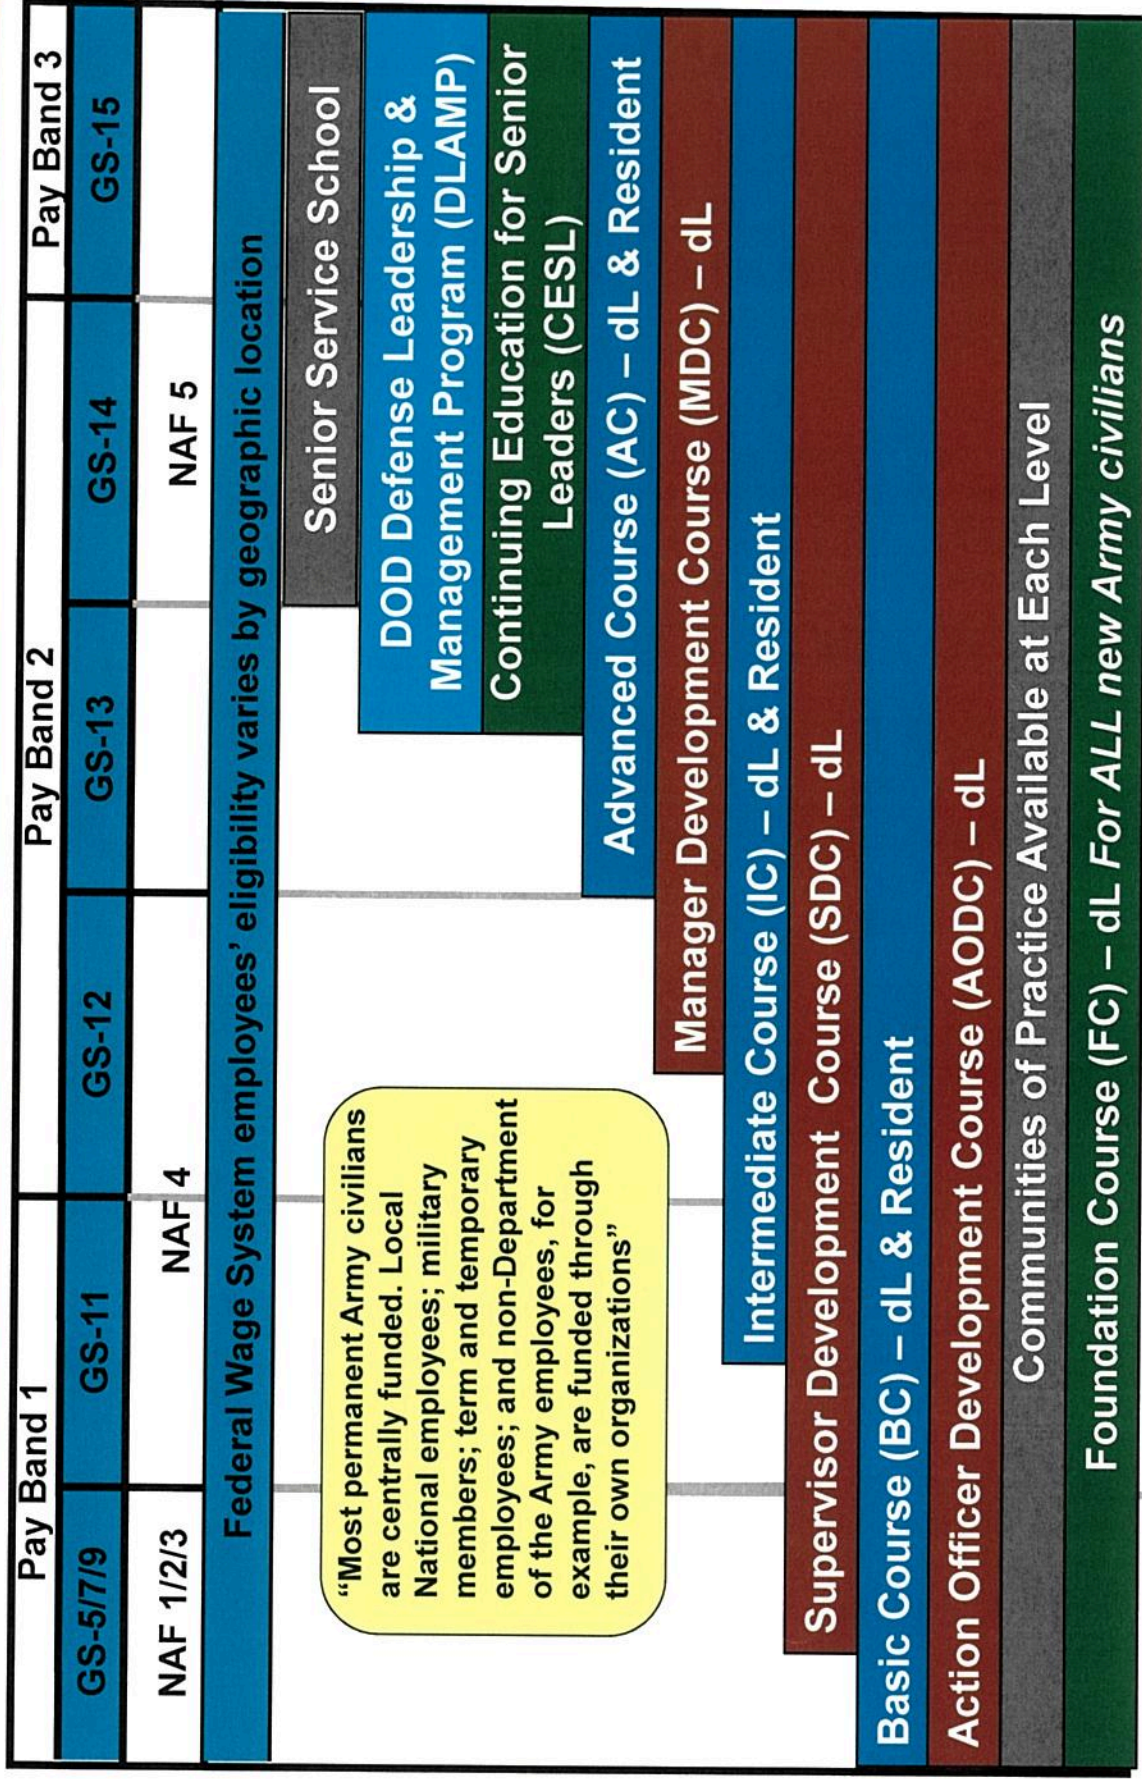 Pay Band 1
Pay Band 2
Pay Band 3
GS-5/7/9
GS-11
GS-12
GS-13
GS-14
GS-15
NAF 1/2/3
NAF 4
NAF 5
Federal Wage System employees' eligibility varies by geographic location
Senior Service School
DOD Defense Leadership &
Management Program (DLAMP)
Continuing Education for Senior
Leaders (CESL)
"Most permanent Army civilians
are centrally funded. Local
National employees; military
members; term and temporary
employees; and non-Department
of the Army employees, for
example, are funded through
their own organizations"
Advanced Course (AC) – dL & Resident
Manager Development Course (MDC) – dL
Intermediate Course (IC) – dL & Resident
Supervisor Development Course (SDC) – dL
Basic Course (BC) – dL & Resident
Action Officer Development Course (AODC) – dL
Communities of Practice Available at Each Level
Foundation Course (FC) – dL For ALL new Army civilians